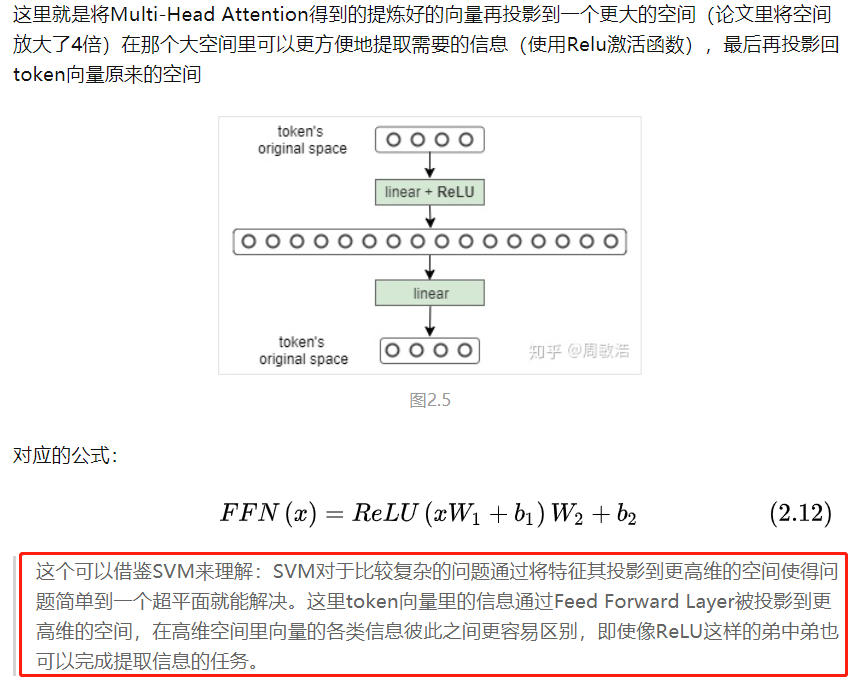 这里就是将Multi-Head Attention得到的提炼好的向量再投影到一个更大的空间（论文里将空间
放大了4倍）在那个大空间里可以更方便地提取需要的信息（使用Relu激活函数），最后再投影回
token向量原来的空间
token's
original space
linear + ReLU
linear
token's
original space
知乎 @周敏浩
图2.5
对应的公式：
FFN (x) = ReLU (xW₁ + b₁) W₂ + b₂ (2.12)
这个可以借鉴SVM来理解：SVM对于比较复杂的问题通过将特征其投影到更高维的空间使得问
题简单到一个超平面就能解决。这里token向量里的信息通过Feed Forward Layer被投影到更
高维的空间，在高维空间里向量的各类信息彼此之间更容易区别，即使像ReLU这样的弟中弟也
可以完成提取信息的任务。